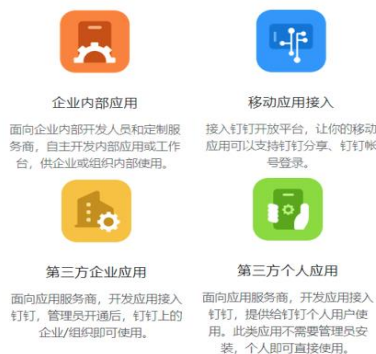 企业内部应用
面向企业内部开发人员和定制服
务商，自主开发内部应用或工作
台，供企业或组织内部使用。
移动应用接入
接入钉钉开放平台，让你的移动
应用可以支持钉钉分享、钉钉帐
号登录。
第三方企业应用
面向应用服务商，开发应用接入
钉钉，管理员开通后，钉钉上的
企业/组织即可使用。
第三方个人应用
面向应用服务商，开发应用接入
钉钉，提供给钉钉个人用户使
用。此类应用不需要管理员安
装，个人即可直接使用。